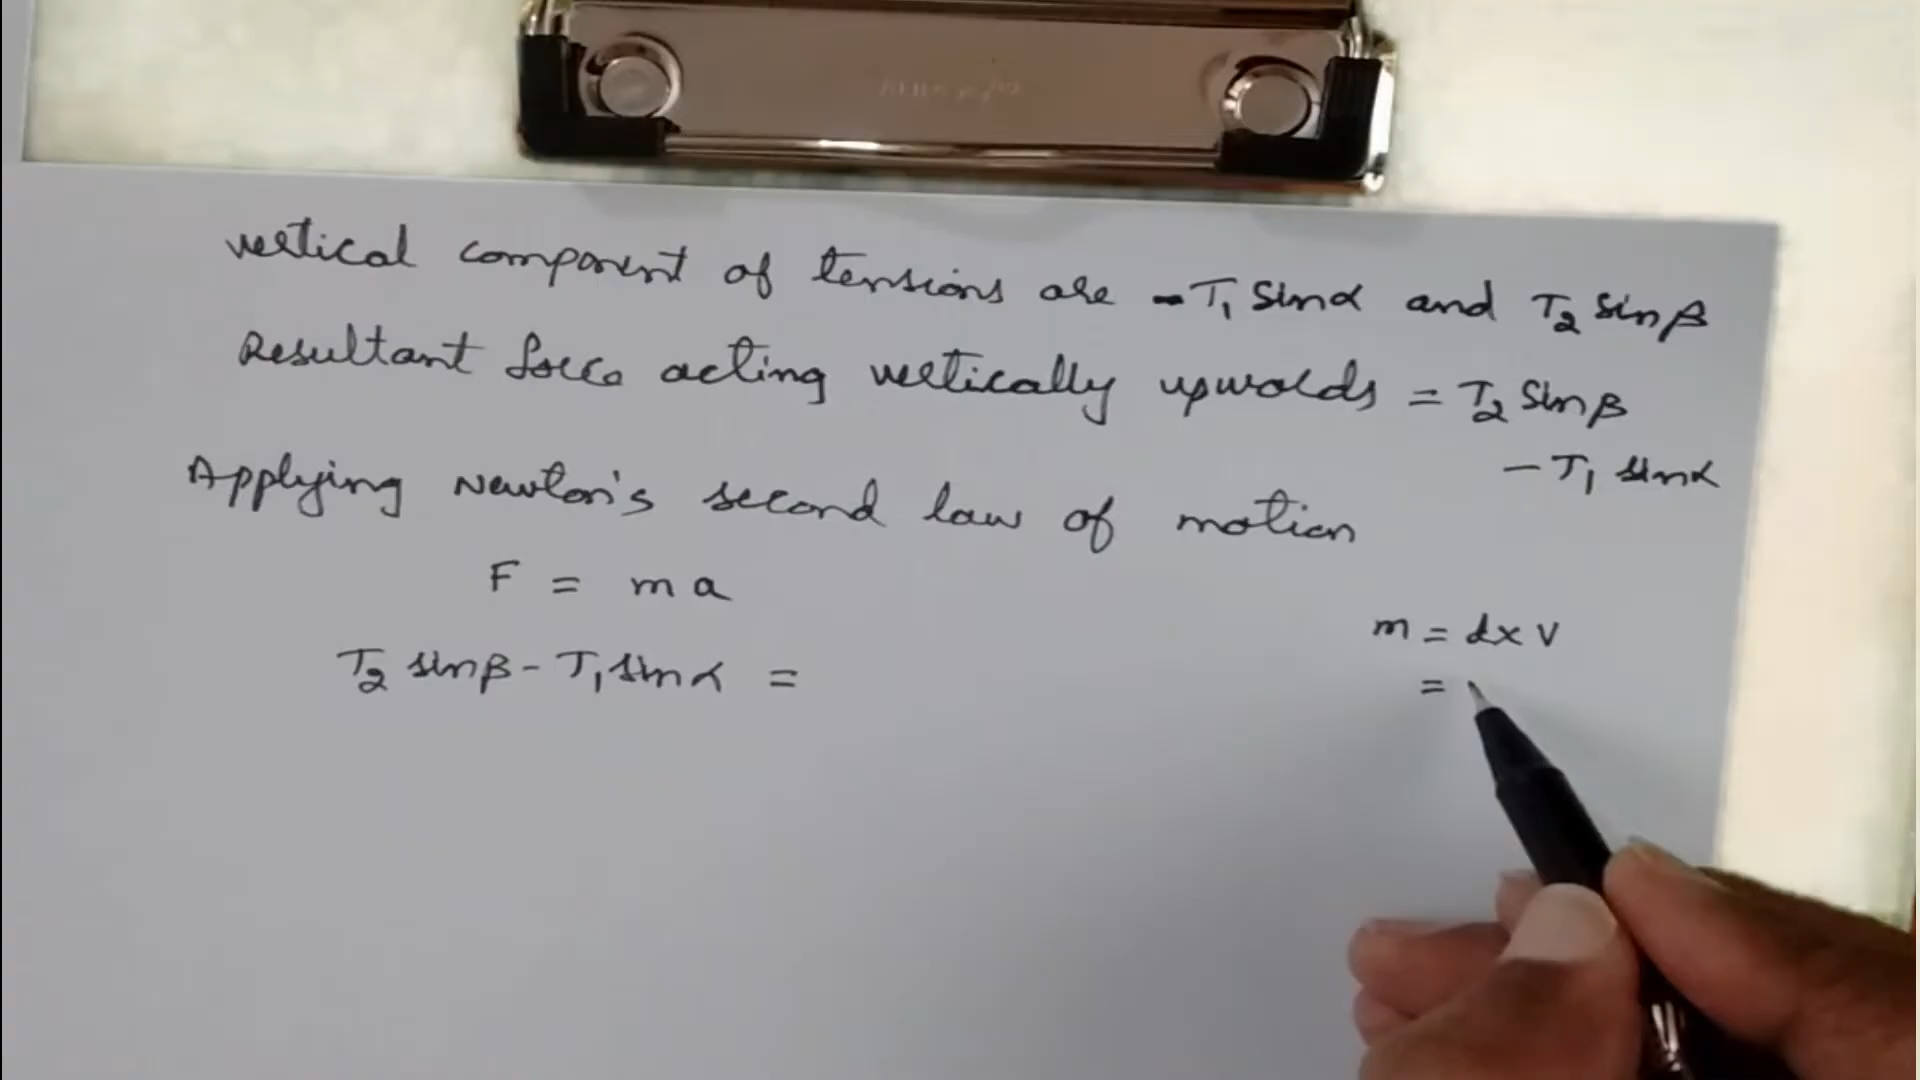 vertical component of tensions are - T₁ sinα and T₂ sinβ
Resultant force acting vertically upwards = T₂ sinβ
- T₁ sinα
Applying Newton's second law of motion
F = ma
m = d x V
T₂ sinβ - T₁ sinα =
=